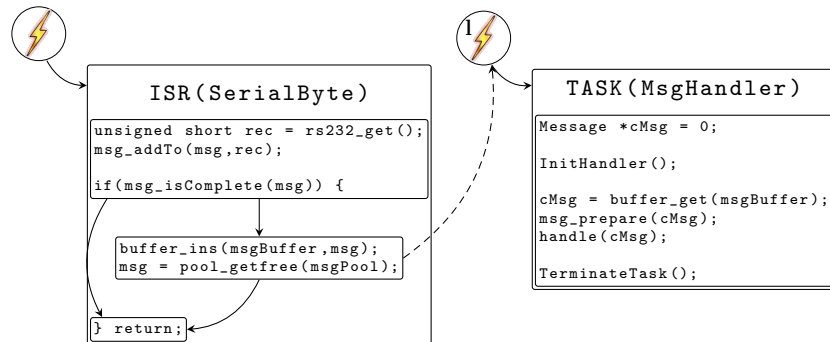 ISR(SerialByte)
unsigned short rec = rs232_get();
msg_addTo(msg,rec);
if(msg_isComplete(msg)) {
buffer_ins(msgBuffer,msg);
msg = pool_getfree(msgPool);
} return;
1
TASK(MsgHandler)
Message *cMsg = 0;
InitHandler();
cMsg = buffer_get(msgBuffer);
msg_prepare(cMsg);
handle(cMsg);
TerminateTask();